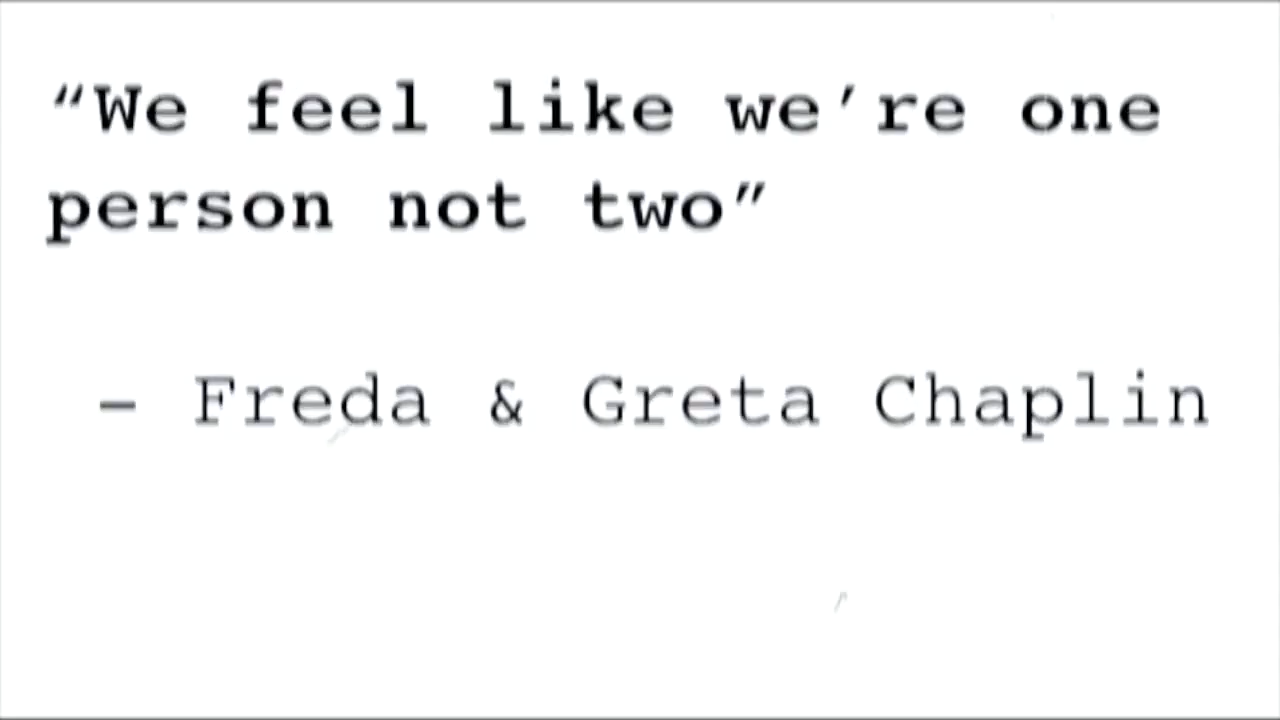 “We feel like we’re one
person not two”
– Freda & Greta Chaplin